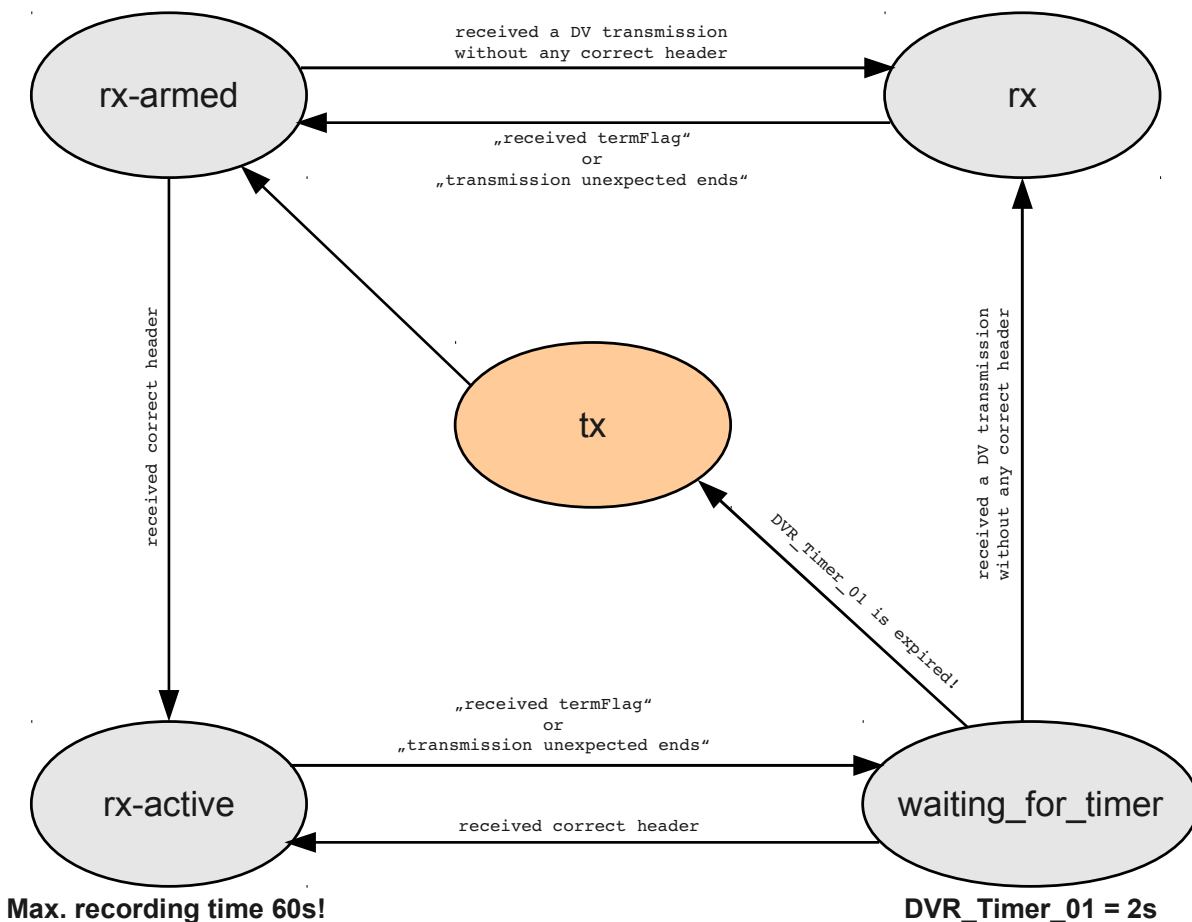 received a DV transmission
without any correct header
rx-armed
rx
„received termFlag“
or
„transmission unexpected ends“
received correct header
received a DV transmission
without any correct header
tx
DVR_Timer_01 is expired!
„received termFlag“
or
„transmission unexpected ends“
rx-active
waiting_for_timer
received correct header
Max. recording time 60s!
DVR_Timer_01 = 2s